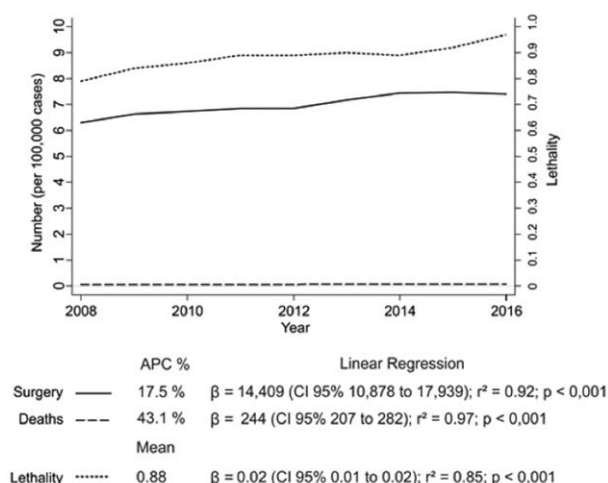 10
9
8
7
6
5
4
3
2
1
0
Number (per 100,000 cases)
1.0
0.9
0.8
0.7
0.6
0.5
0.4
0.3
0.2
0.1
0
Lethality
2008 2010 2012 2014 2016
Year
APC % Linear Regression
Surgery 17.5 % β = 14,409 (CI 95% 10,878 to 17,939); r² = 0.92; p < 0,001
Deaths 43.1 % β = 244 (CI 95% 207 to 282); r² = 0.97; p < 0,001
Mean
Lethality 0.88 β = 0.02 (CI 95% 0.01 to 0.02); r² = 0.85; p < 0.001